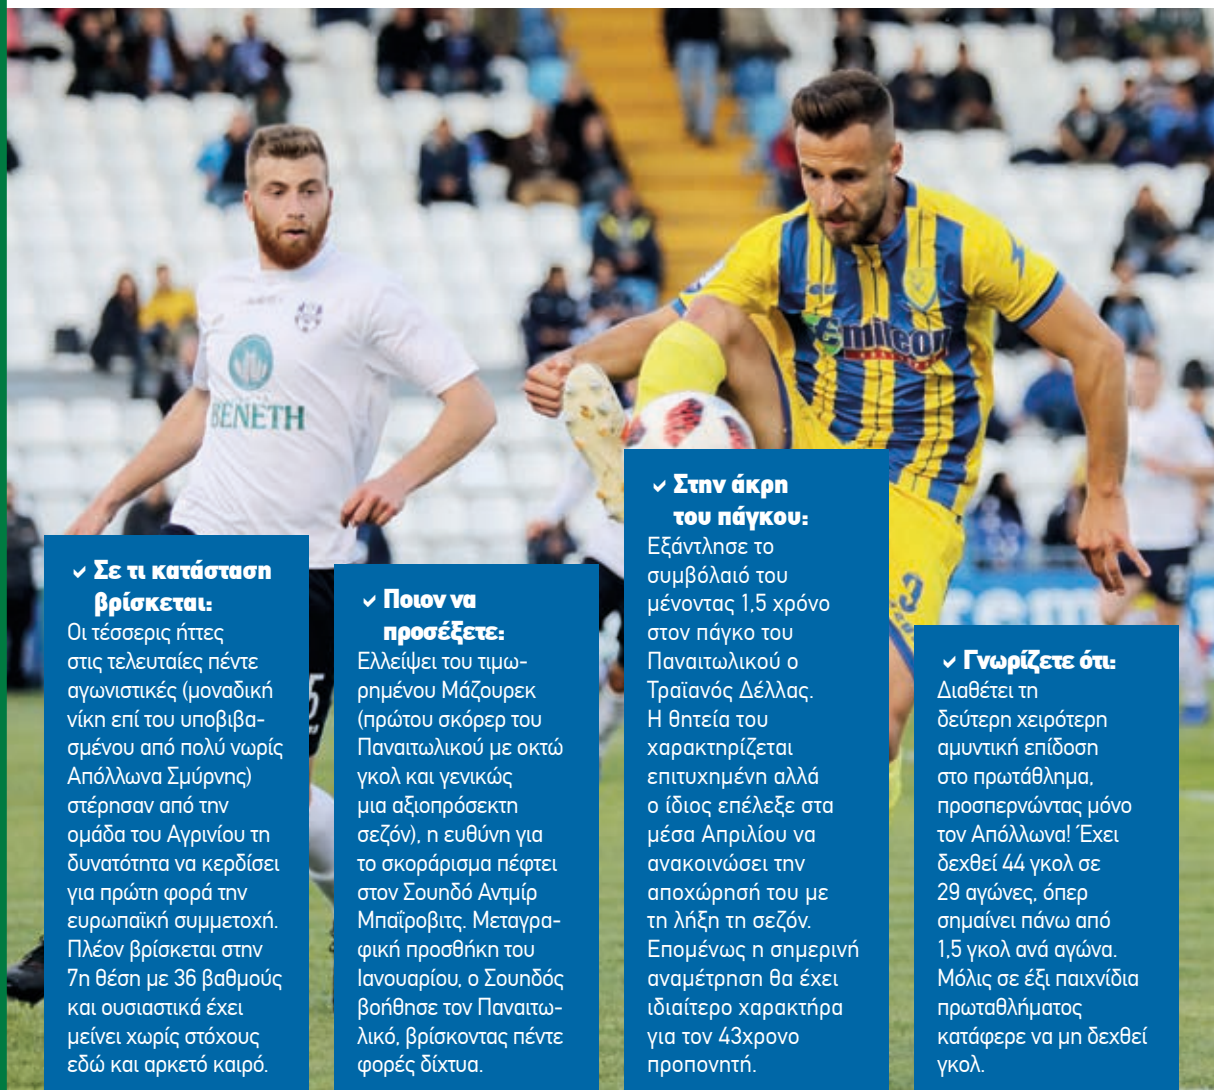 BENETH
3
Σε τι κατάσταση
βρίσκεται:
Οι τέσσερις ήττες
στις τελευταίες πέντε
αγωνιστικές (μοναδική
νίκη επί του υποβιβα-
σμένου από πολύ νωρίς
Απόλλωνα Σμύρνης)
στέρησαν από την
ομάδα του Αγρινίου τη
δυνατότητα να κερδίσει
για πρώτη φορά την
ευρωπαϊκή συμμετοχή.
Πλέον βρίσκεται στην
7η θέση με 36 βαθμούς
και ουσιαστικά έχει
μείνει χωρίς στόχους
εδώ και αρκετό καιρό.
Ποιον να
προσέξετε:
Ελλείψει του τιμω-
ρημένου Μάζουρεκ
(πρώτου σκόρερ του
Παναιτωλικού με οκτώ
γκολ και γενικώς
μια αξιοπρόσεκτη
σεζόν), η ευθύνη για
το σκοράρισμα πέφτει
στον Σουηδό Αντμίρ
Μπαΐροβιτς. Μεταγρα-
φική προσθήκη του
Ιανουαρίου, ο Σουηδός
βοήθησε τον Παναιτω-
λικό, βρίσκοντας πέντε
φορές δίχτυα.
Στην άκρη
του πάγκου:
Εξάντλησε το
συμβόλαιό του
μένοντας 1,5 χρόνο
στον πάγκο του
Παναιτωλικού ο
Τραϊανός Δέλλας.
Η θητεία του
χαρακτηρίζεται
επιτυχημένη αλλά
ο ίδιος επέλεξε στα
μέσα Απριλίου να
ανακοινώσει την
αποχώρησή του με
τη λήξη τη σεζόν.
Επομένως η σημερινή
αναμέτρηση θα έχει
ιδιαίτερο χαρακτήρα
για τον 43χρονο
προπονητή.
Γνωρίζετε ότι:
Διαθέτει τη
δεύτερη χειρότερη
αμυντική επίδοση
στο πρωτάθλημα,
προσπερνώντας μόνο
τον Απόλλωνα! Έχει
δεχθεί 44 γκολ σε
29 αγώνες, όπερ
σημαίνει πάνω από
1,5 γκολ ανά αγώνα.
Μόλις σε έξι παιχνίδια
πρωταθλήματος
κατάφερε να μη δεχθεί
γκολ.